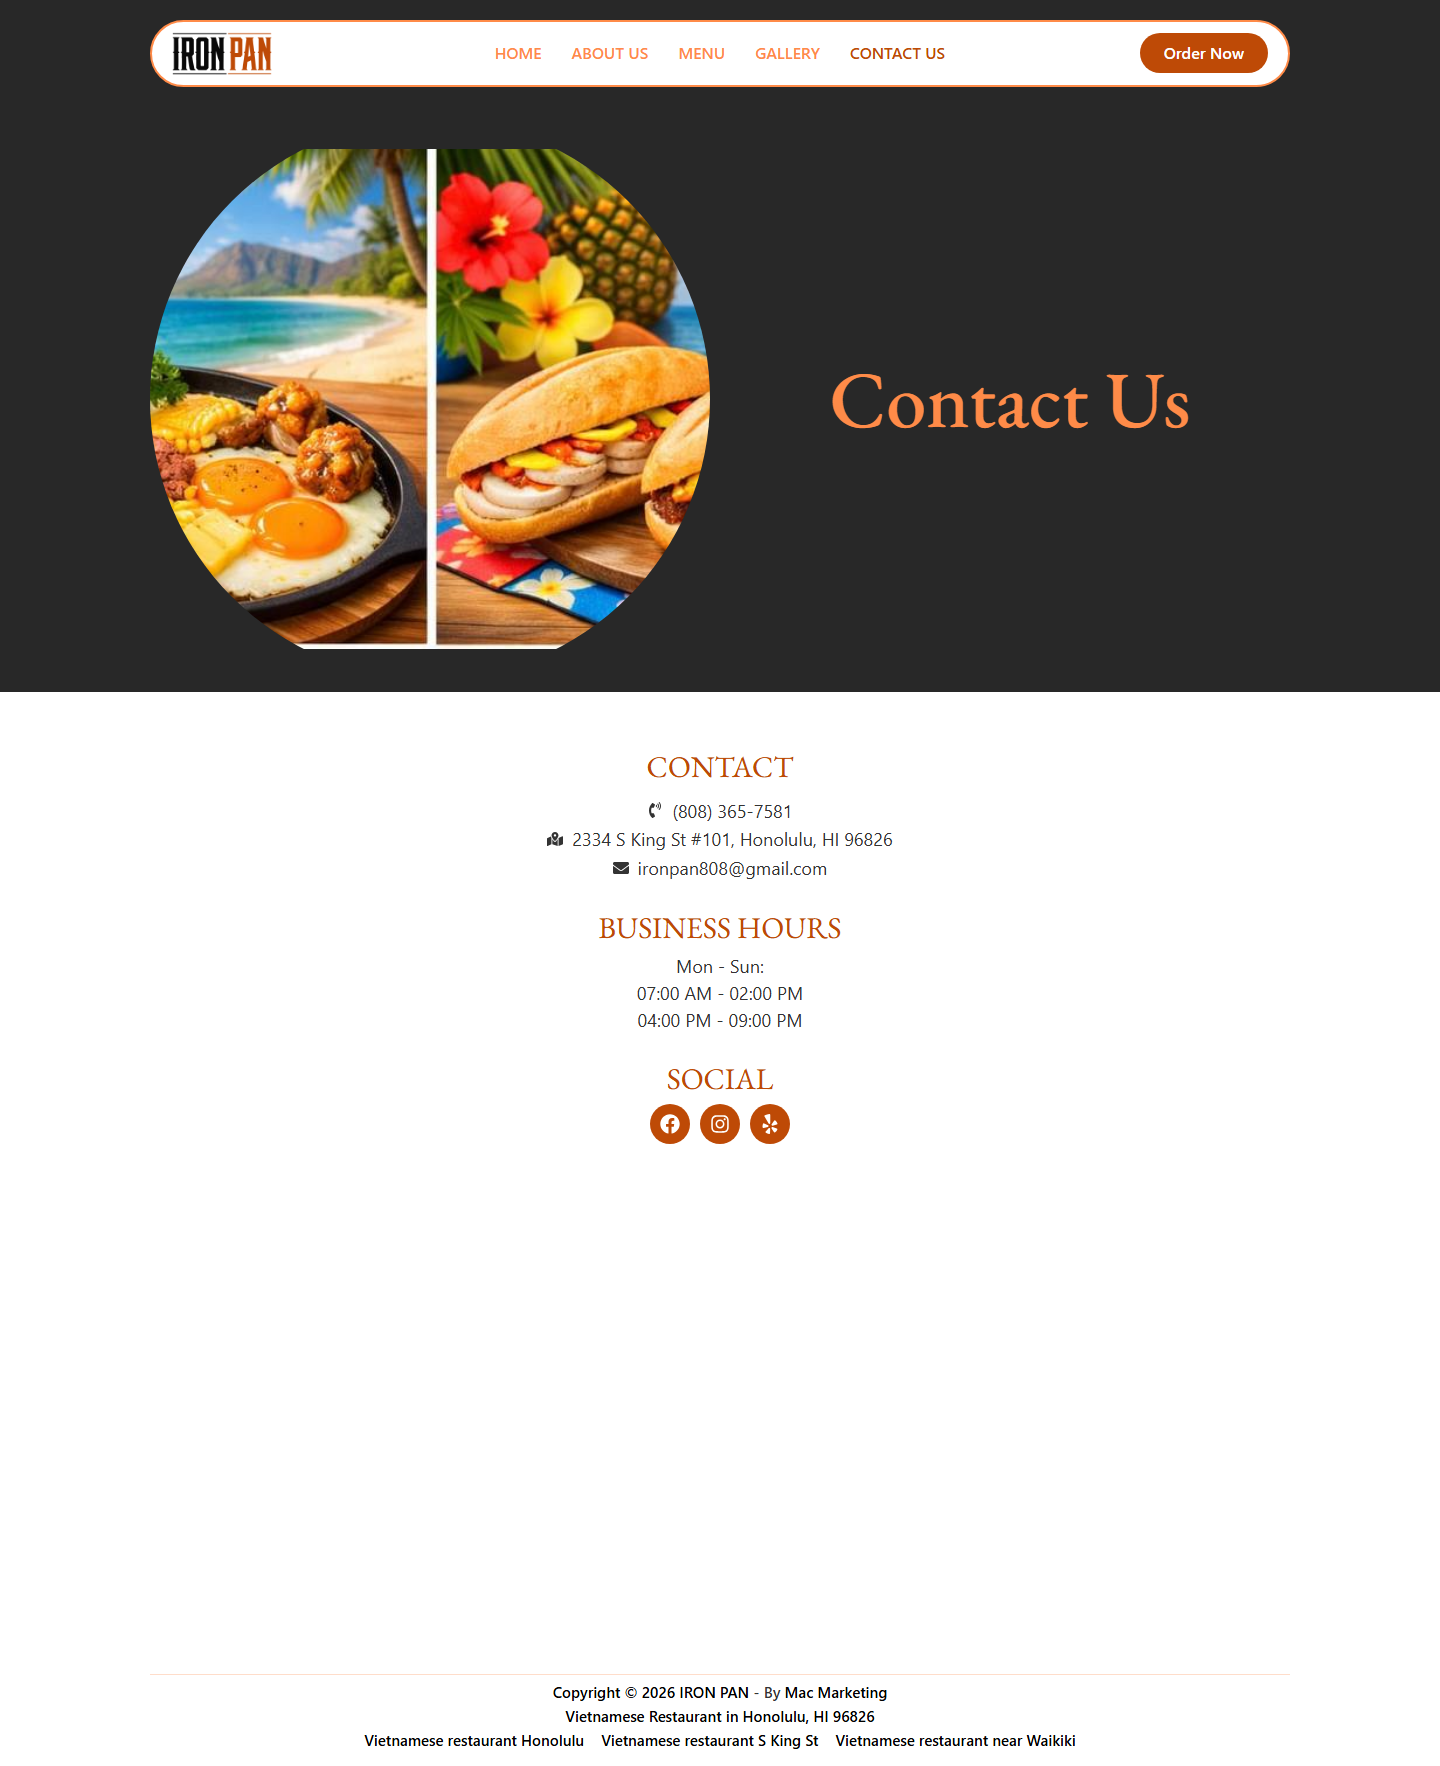 IRON PAN
HOME ABOUT US MENU GALLERY CONTACT US
Order Now
Contact Us
CONTACT
(808) 365-7581
2334 S King St #101, Honolulu, HI 96826
ironpan808@gmail.com
BUSINESS HOURS
Mon - Sun:
07:00 AM - 02:00 PM
04:00 PM - 09:00 PM
SOCIAL
Copyright © 2026 IRON PAN - By Mac Marketing
Vietnamese Restaurant in Honolulu, HI 96826
Vietnamese restaurant Honolulu Vietnamese restaurant S King St Vietnamese restaurant near Waikiki